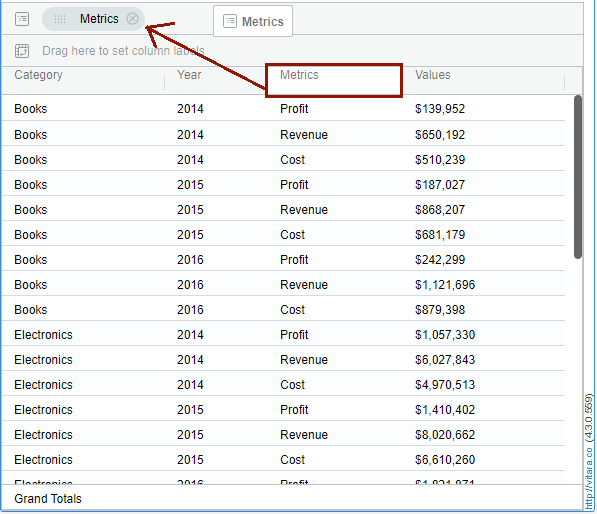 Metrics Metrics
Drag here to set column labels
Category Year Metrics Values
Books 2014 Profit $139,952
Books 2014 Revenue $650,192
Books 2014 Cost $510,239
Books 2015 Profit $187,027
Books 2015 Revenue $868,207
Books 2015 Cost $681,179
Books 2016 Profit $242,299
Books 2016 Revenue $1,121,696
Books 2016 Cost $879,398
Electronics 2014 Profit $1,057,330
Electronics 2014 Revenue $6,027,843
Electronics 2014 Cost $4,970,513
Electronics 2015 Profit $1,410,402
Electronics 2015 Revenue $8,020,662
Electronics 2015 Cost $6,610,260
Electronics 2016 Profit $1,821,871
Grand Totals
http://vitara.co (4.3.0.559)